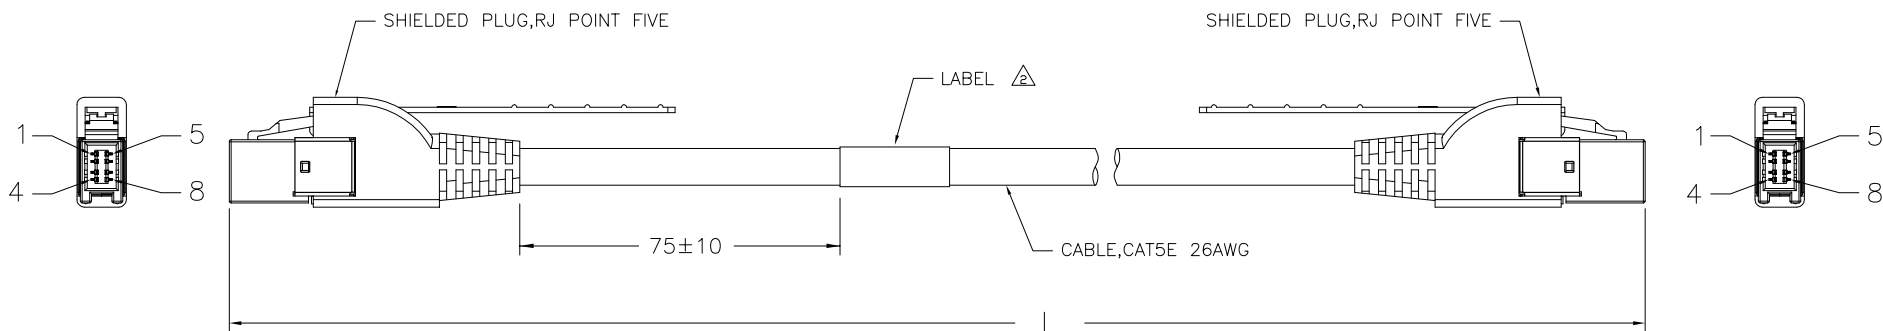 SHIELDED PLUG,RJ POINT FIVE
SHIELDED PLUG,RJ POINT FIVE
LABEL 2
1 5
1 5
4 8
4 8
75±10
CABLE,CAT5E 26AWG